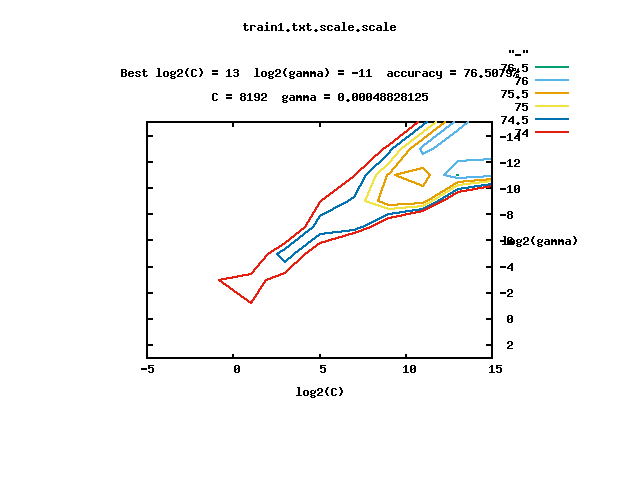 train1.txt.scale.scale
"-"
Best log2(C) = 13 log2(gamma) = -11 accuracy = 76.5079%
76.5
76
75.5
75
74.5
74
C = 8192 gamma = 0.00048828125
-14
-12
-10
-8
-6
-4
-2
0
2
log2(gamma)
-5 0 5 10 15
log2(C)